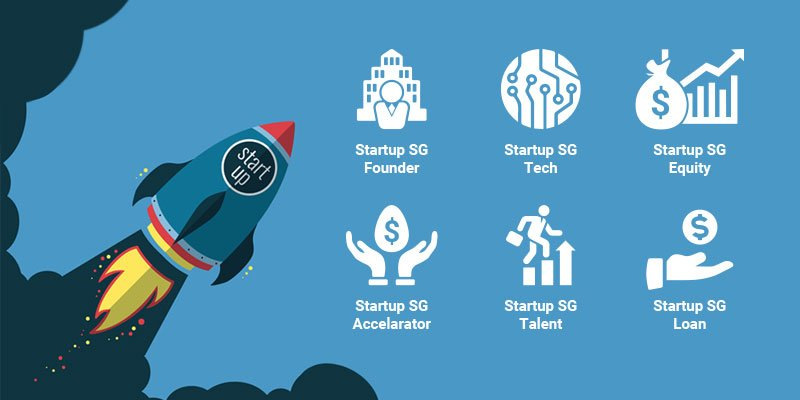 start
up
Startup SG
Founder
Startup SG
Tech
Startup SG
Equity
Startup SG
Accelarator
Startup SG
Talent
Startup SG
Loan
$
$
$